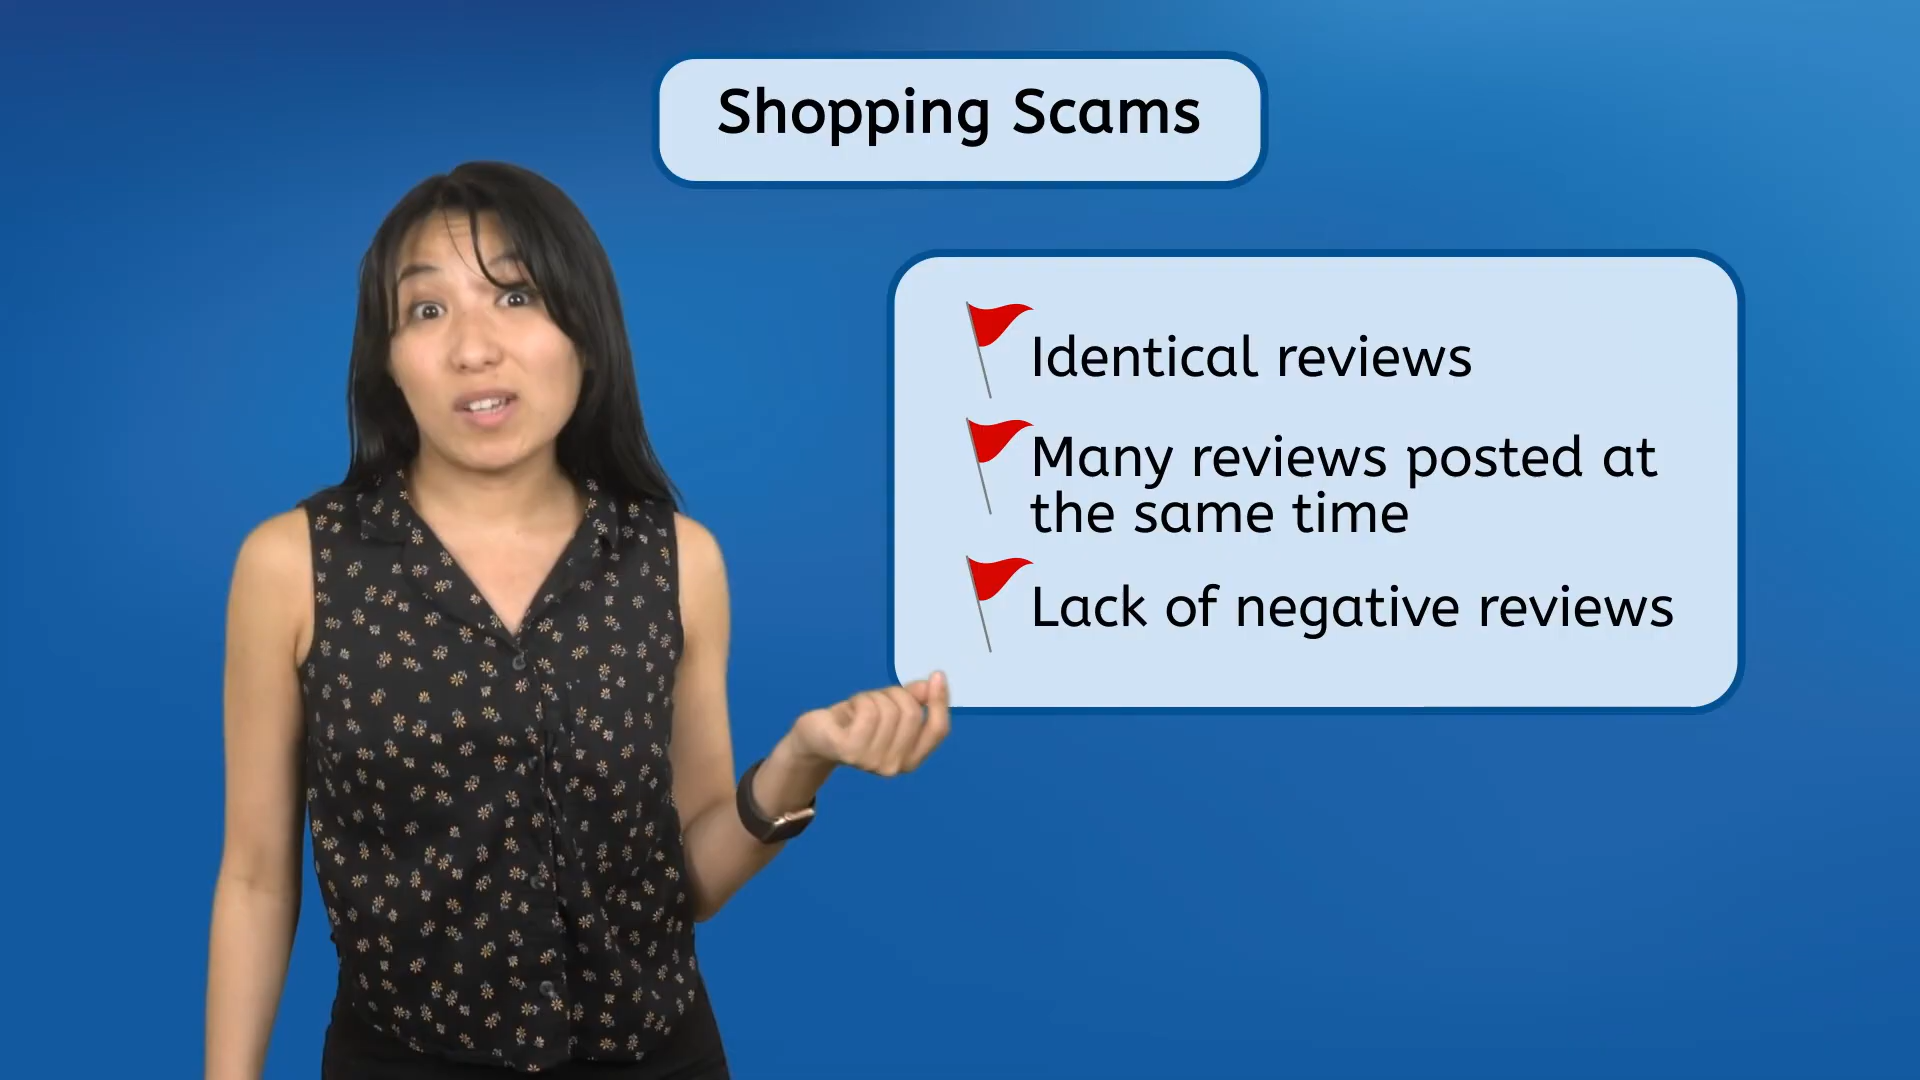 Shopping Scams
Identical reviews
Many reviews posted at
the same time
Lack of negative reviews